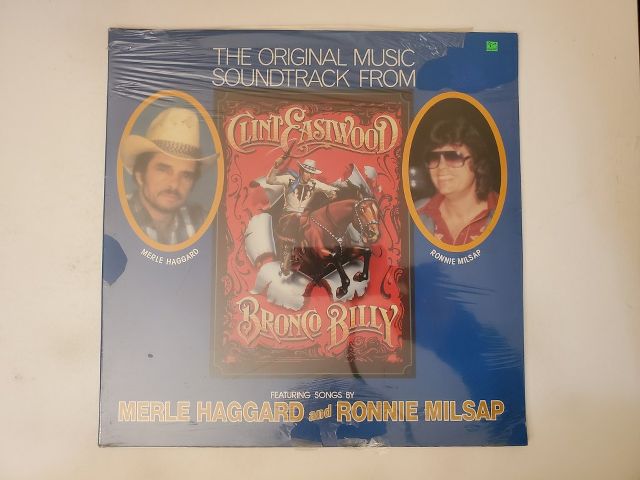 THE ORIGINAL MUSIC
SOUNDTRACK FROM
CLINT EASTWOOD
BRONCO BILLY
MERLE HAGGARD
RONNIE MILSAP
FEATURING SONGS BY
MERLE HAGGARD and RONNIE MILSAP